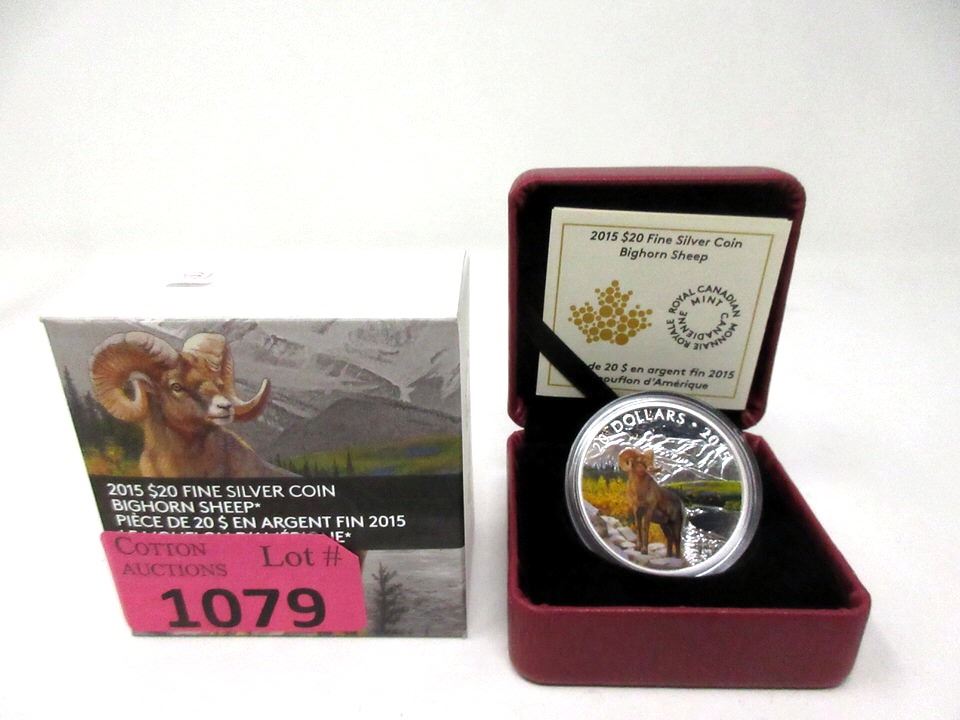 2015 $20 FINE SILVER COIN
BIGHORN SHEEP*
PIÈCE DE 20 $ EN ARGENT FIN 2015
COTTON
AUCTIONS
Lot #
1079
2015 $20 Fine Silver Coin
Bighorn Sheep
ROYAL CANADIAN MINT
MONNAIE ROYALE CANADIENNE
de 20 $ en argent fin 2015
d'Amérique
20 DOLLARS • 2015